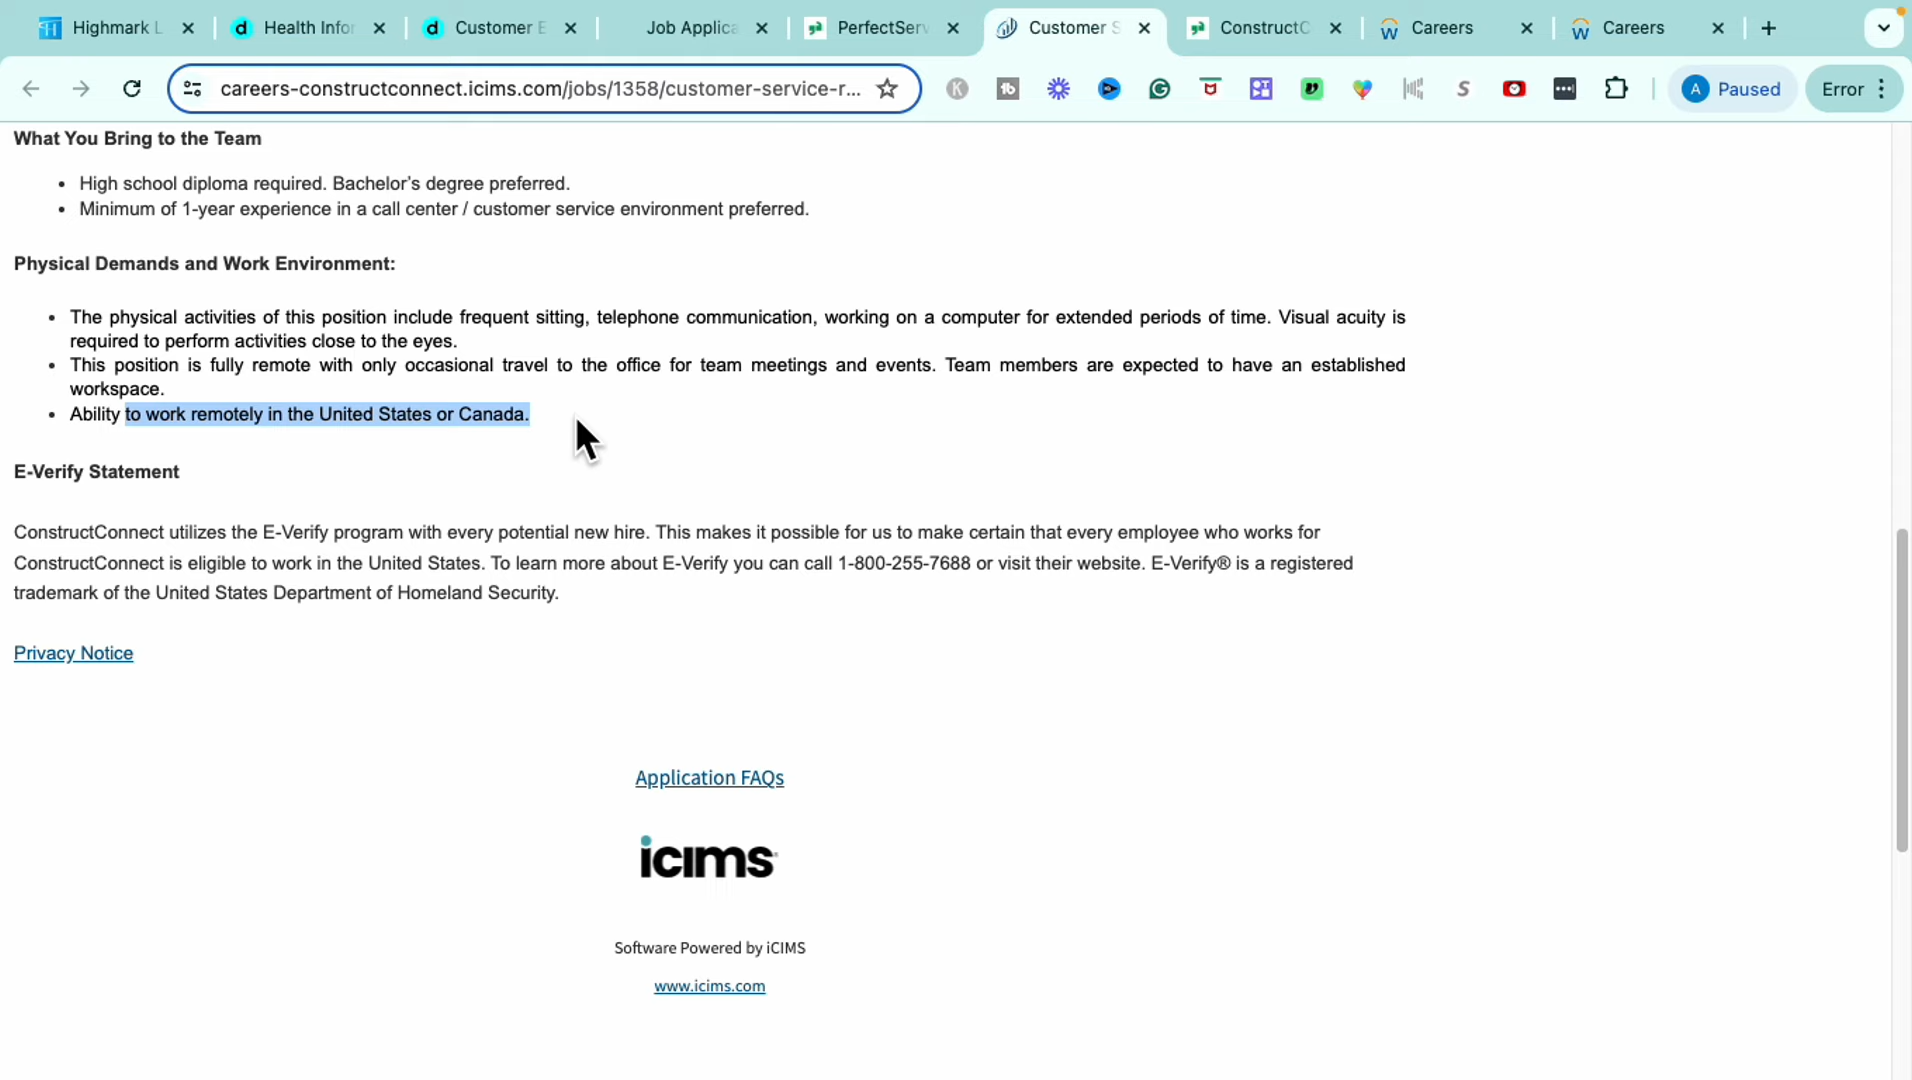 Highmark L
Health Infor
Customer E
Job Applica
PerfectServ
Customer S
ConstructC
Careers
Careers
careers-constructconnect.icims.com/jobs/1358/customer-service-r...
A Paused
Error
What You Bring to the Team
• High school diploma required. Bachelor's degree preferred.
• Minimum of 1-year experience in a call center / customer service environment preferred.
Physical Demands and Work Environment:
• The physical activities of this position include frequent sitting, telephone communication, working on a computer for extended periods of time. Visual acuity is
required to perform activities close to the eyes.
• This position is fully remote with only occasional travel to the office for team meetings and events. Team members are expected to have an established
workspace.
• Ability to work remotely in the United States or Canada.
E-Verify Statement
ConstructConnect utilizes the E-Verify program with every potential new hire. This makes it possible for us to make certain that every employee who works for
ConstructConnect is eligible to work in the United States. To learn more about E-Verify you can call 1-800-255-7688 or visit their website. E-Verify® is a registered
trademark of the United States Department of Homeland Security.
Privacy Notice
Application FAQs
icims
Software Powered by iCIMS
www.icims.com